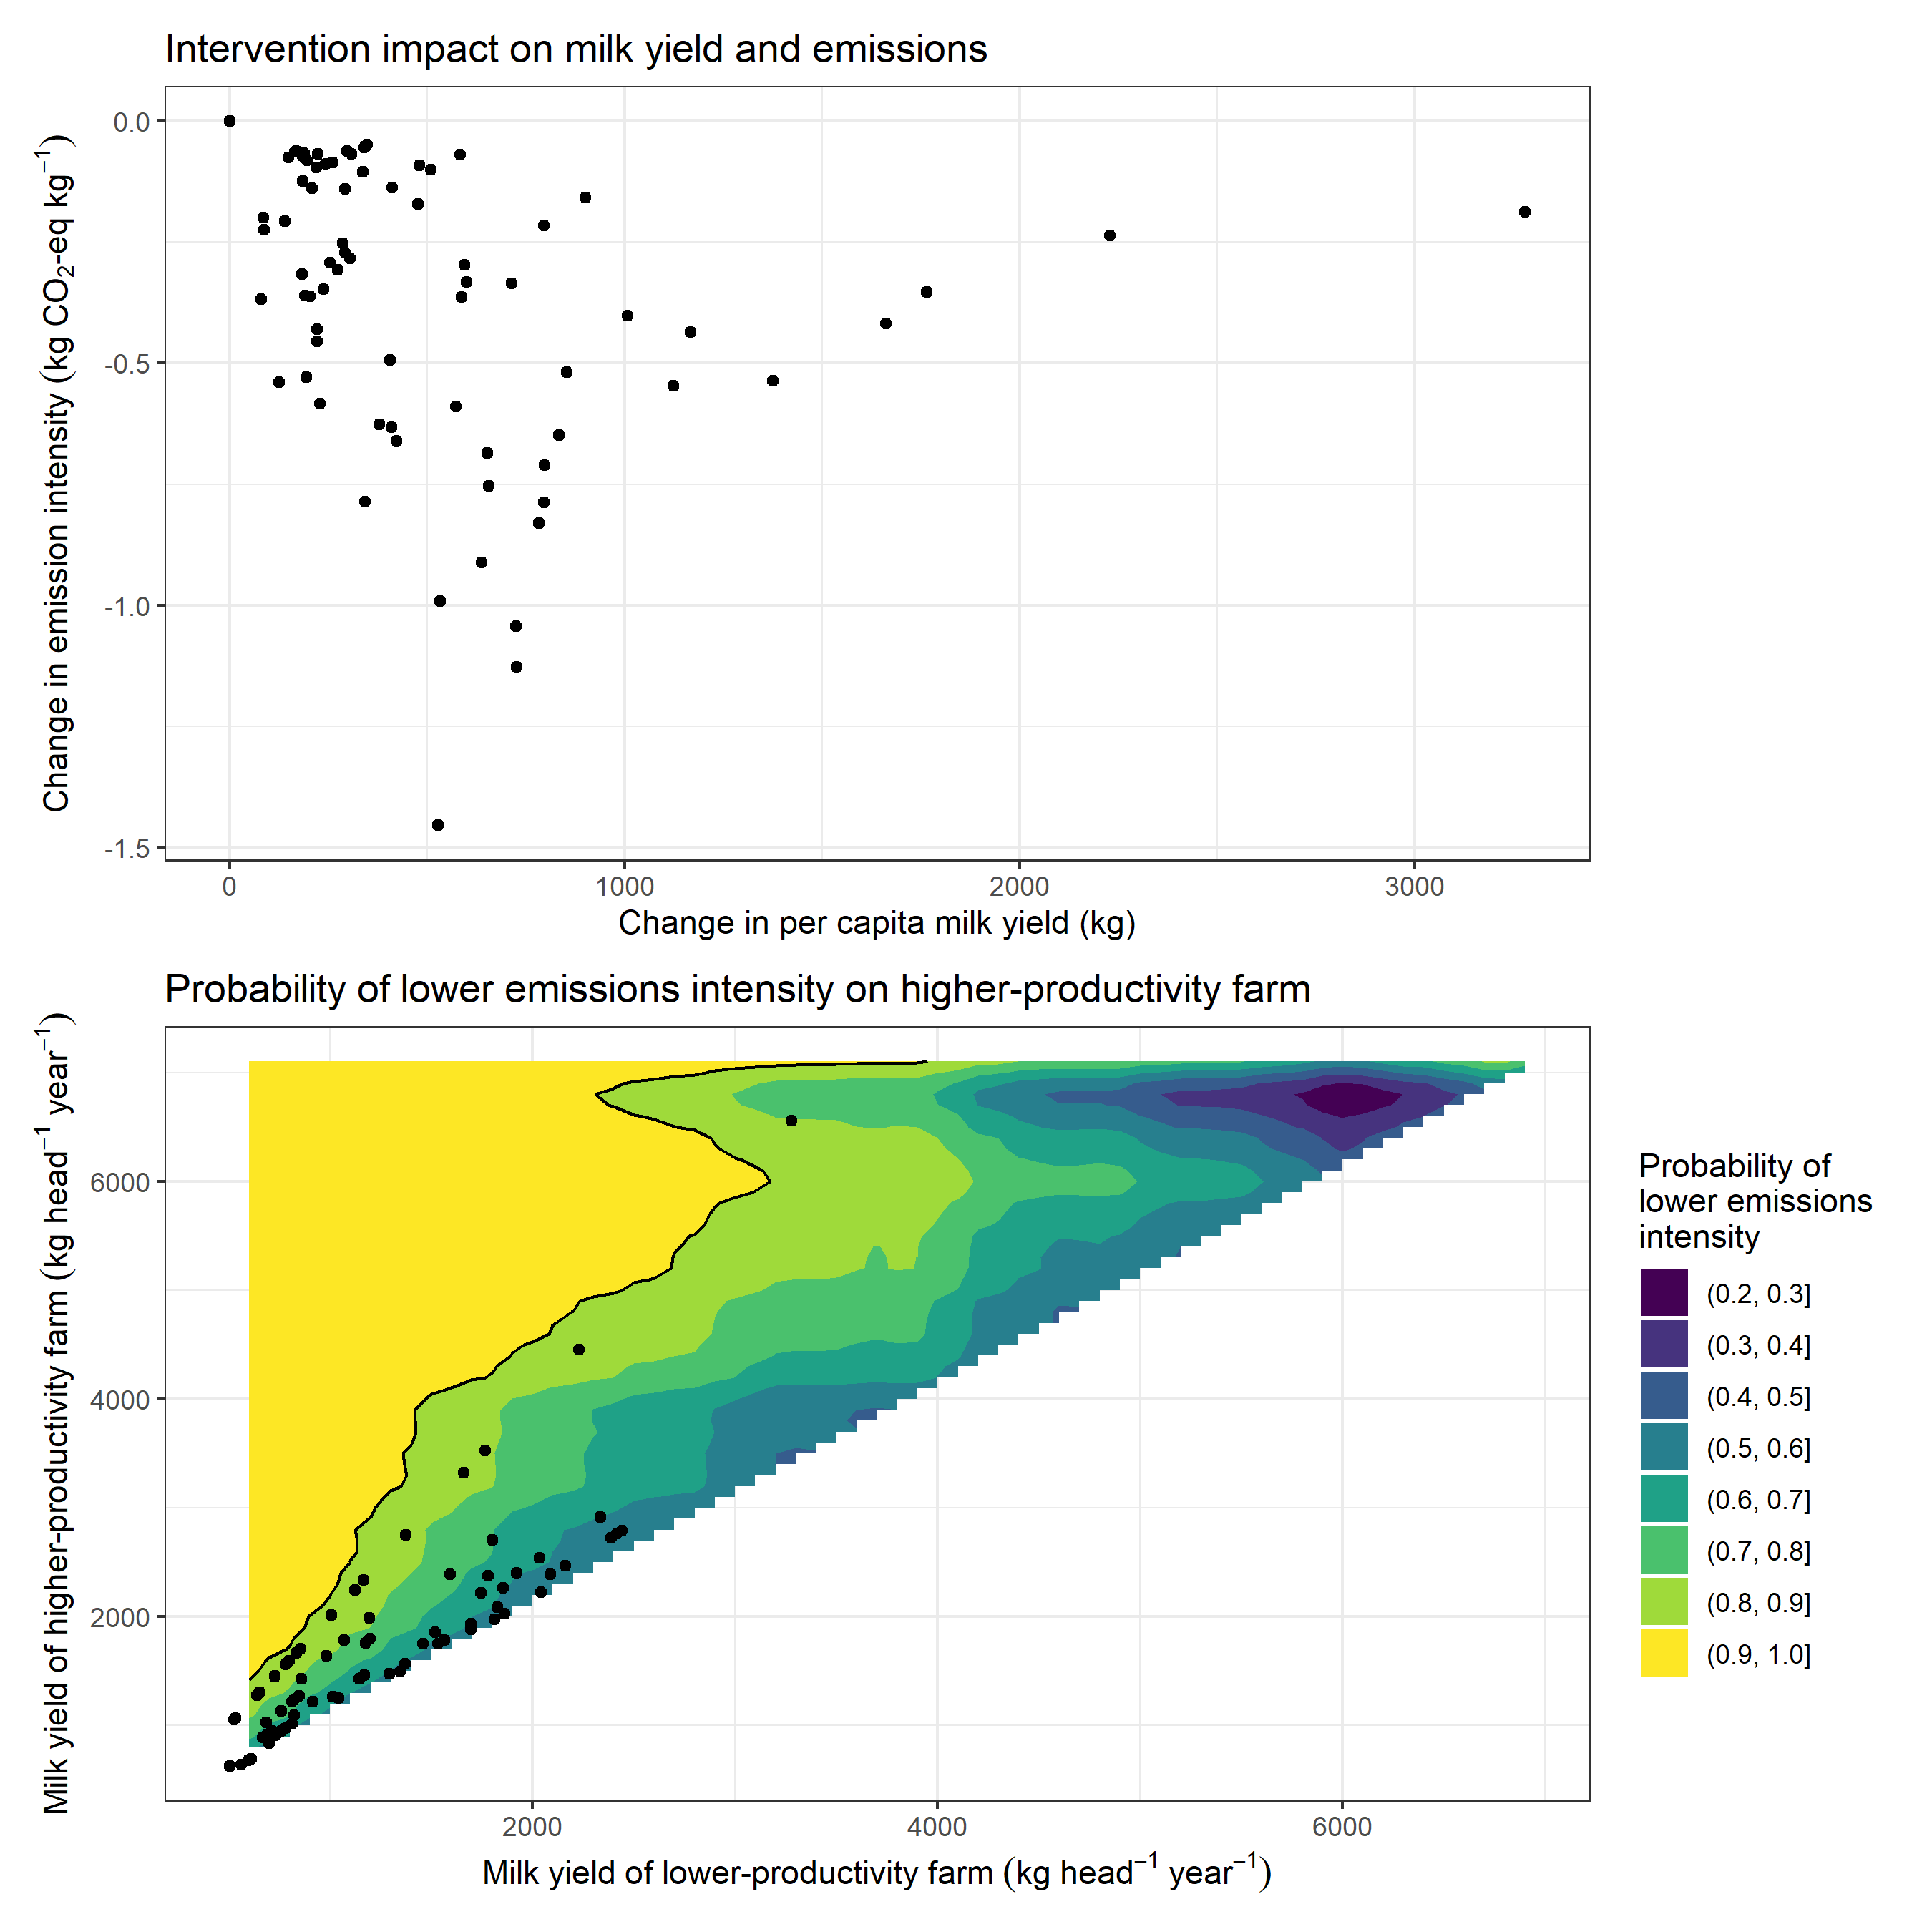 Intervention impact on milk yield and emissions
Change in emission intensity (kg CO₂-eq kg⁻¹)
0.0
-0.5
-1.0
-1.5
0 1000 2000 3000
Change in per capita milk yield (kg)
Probability of lower emissions intensity on higher-productivity farm
Milk yield of higher-productivity farm (kg head⁻¹ year⁻¹)
6000
4000
2000
2000 4000 6000
Milk yield of lower-productivity farm (kg head⁻¹ year⁻¹)
Probability of
lower emissions
intensity
(0.2, 0.3]
(0.3, 0.4]
(0.4, 0.5]
(0.5, 0.6]
(0.6, 0.7]
(0.7, 0.8]
(0.8, 0.9]
(0.9, 1.0]